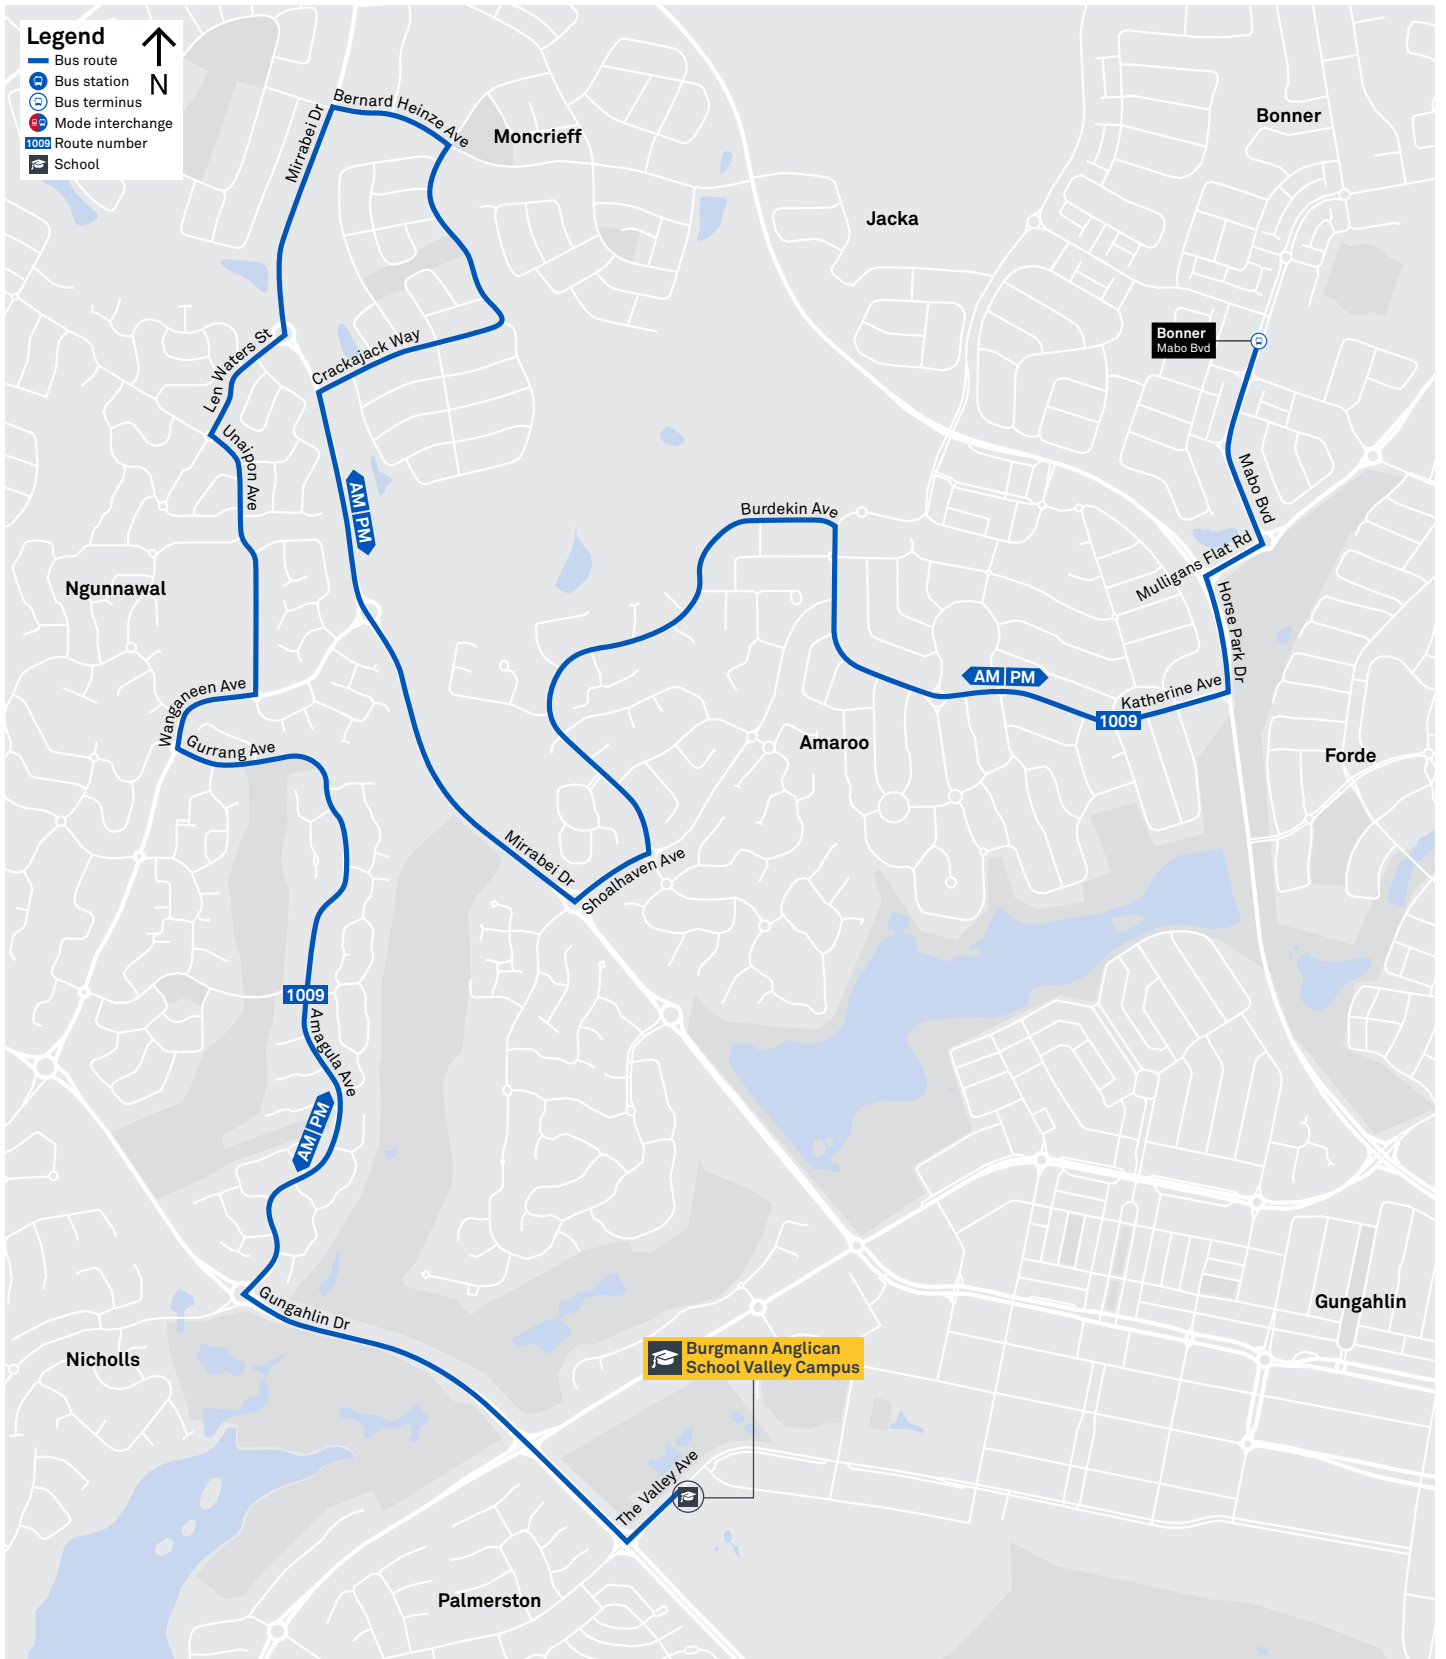 Legend
N
Bus route
Bus station
Bus terminus
Mode interchange
1009 Route number
School
Bernard Heinze Ave
Mirrabei Dr
Moncrieff
Bonner
Jacka
Bonner
Mabo Bvd
Len Waters St
Crackajack Way
Unaipon Ave
AM PM
Mabo Bvd
Burdekin Ave
Mulligans Flat Rd
Horse Park Dr
Ngunnawal
AM PM
Katherine Ave
1009
Wanganeen Ave
Gurrang Ave
Amaroo
Forde
Mirrabei Dr
Shoalhaven Ave
1009
Amagula Ave
AM PM
Gungahlin Dr
Gungahlin
Nicholls
Burgmann Anglican
School Valley Campus
The Valley Ave
Palmerston